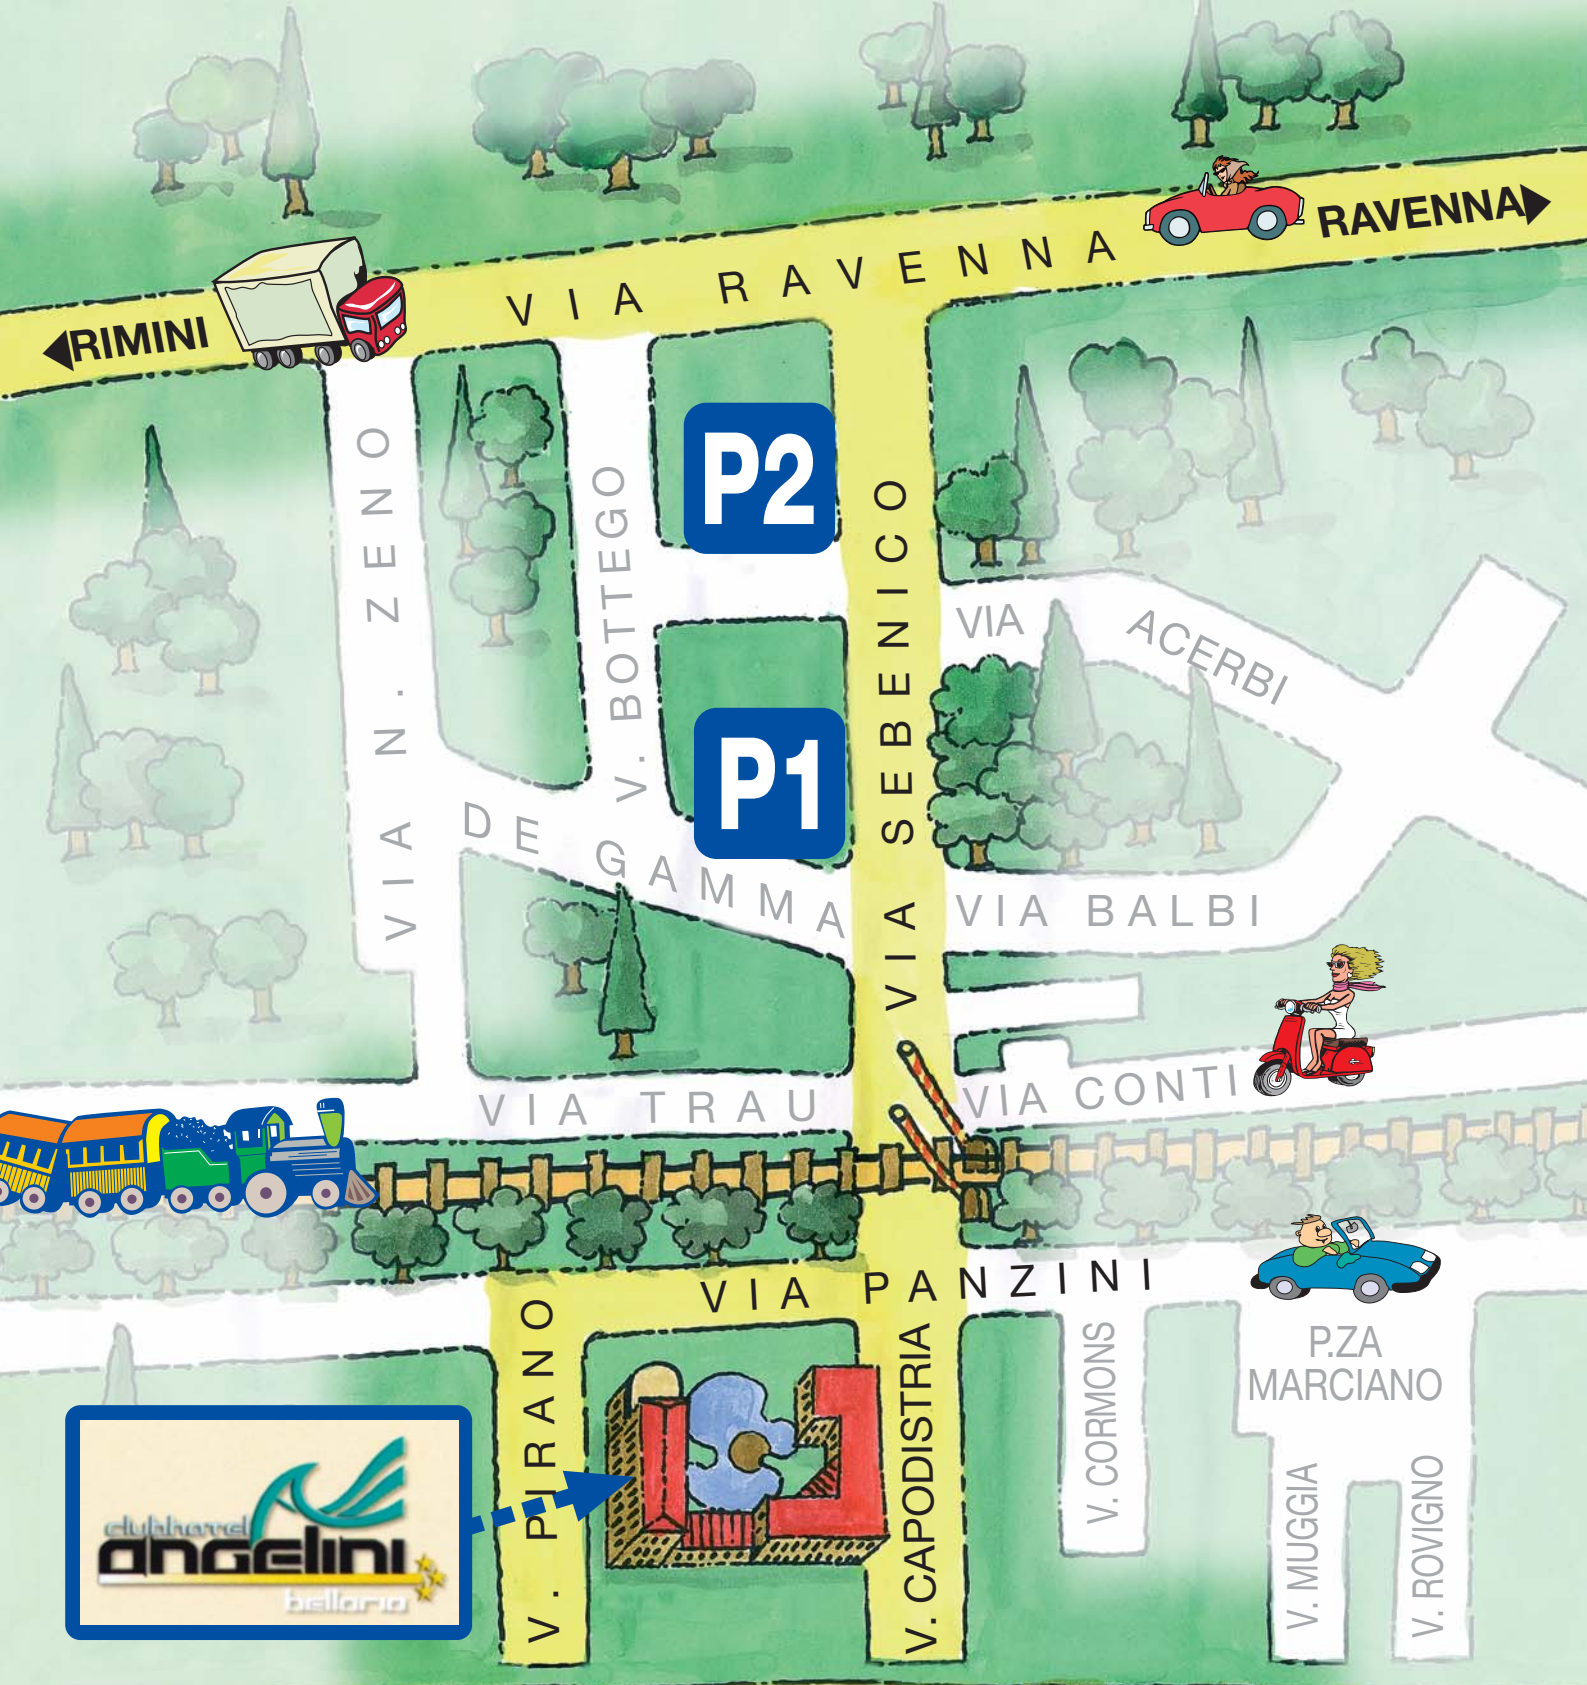 RAVENNA
VIA RAVENNA
RIMINI
VIA N. ZENO
V. BOTTEGO
P2
VIA SEBENICO
VIA ACERBI
P1
DE GAMMA
VIA BALBI
VIA TRAU
VIA CONTI
VIA PANZINI
V. PIRANO
V. CAPODISTRIA
V. CORMONS
P.ZA
MARCIANO
V. MUGGIA
V. ROVIGNO
clubhotel
angelini
bellaria